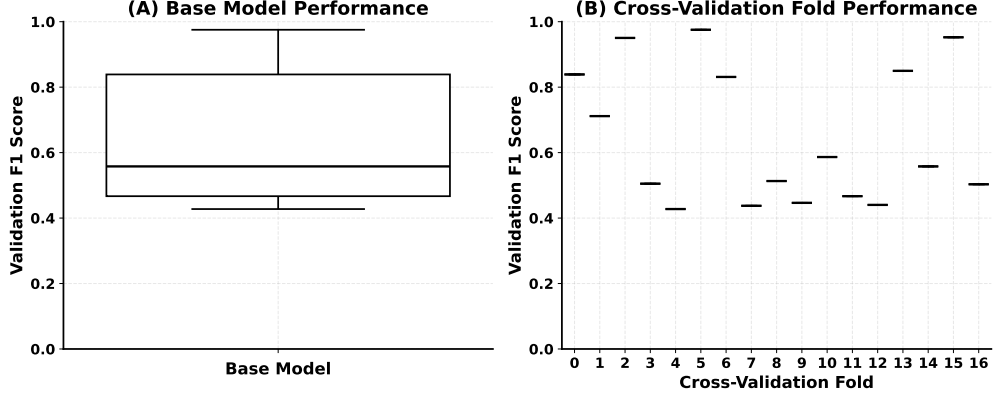 (A) Base Model Performance
Validation F1 Score
1.0
0.8
0.6
0.4
0.2
0.0
Base Model
(B) Cross-Validation Fold Performance
Validation F1 Score
1.0
0.8
0.6
0.4
0.2
0.0
0 1 2 3 4 5 6 7 8 9 10 11 12 13 14 15 16
Cross-Validation Fold